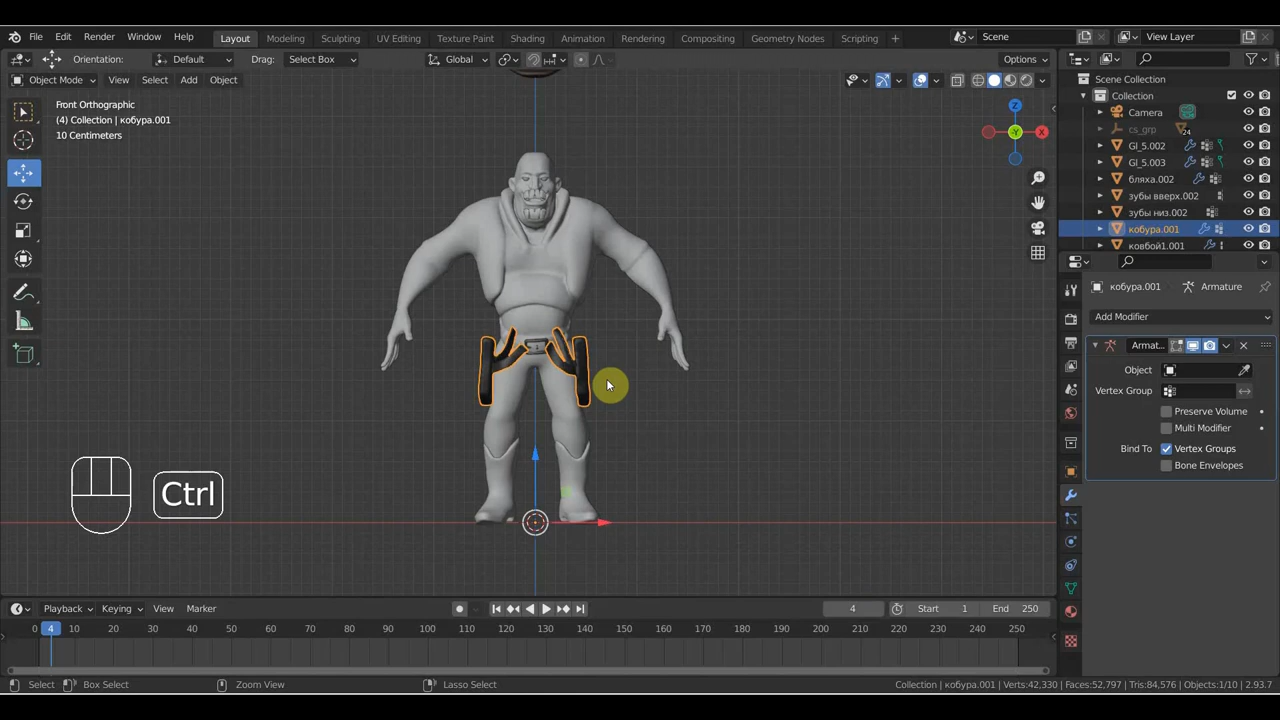 File Edit Render Window Help Layout Modeling Sculpting UV Editing Texture Paint Shading Animation Rendering Compositing Geometry Nodes Scripting + Scene View Layer
Orientation: Default Drag: Select Box Global Options
Object Mode View Select Add Object
Front Orthographic
(4) Collection | кобура.001
10 Centimeters
Z
X
-Y
Scene Collection
Collection
Camera
cs_grp 24
Gl_5.002
Gl_5.003
бляха.002
зубы вверх.002
зубы низ.002
кобура.001
ковбой1.001
кобура.001 Armature
Add Modifier
Armat...
Object
Vertex Group
Preserve Volume
Multi Modifier
Bind To Vertex Groups
Bone Envelopes
Ctrl
Playback Keying View Marker 4 Start 1 End 250
0 4 10 20 30 40 50 60 70 80 90 100 110 120 130 140 150 160 170 180 190 200 210 220 230 240 250
Select Box Select Zoom View Lasso Select Collection | кобура.001 | Verts:42,330 | Faces:52,797 | Tris:84,576 | Objects:1/10 | 2.93.7